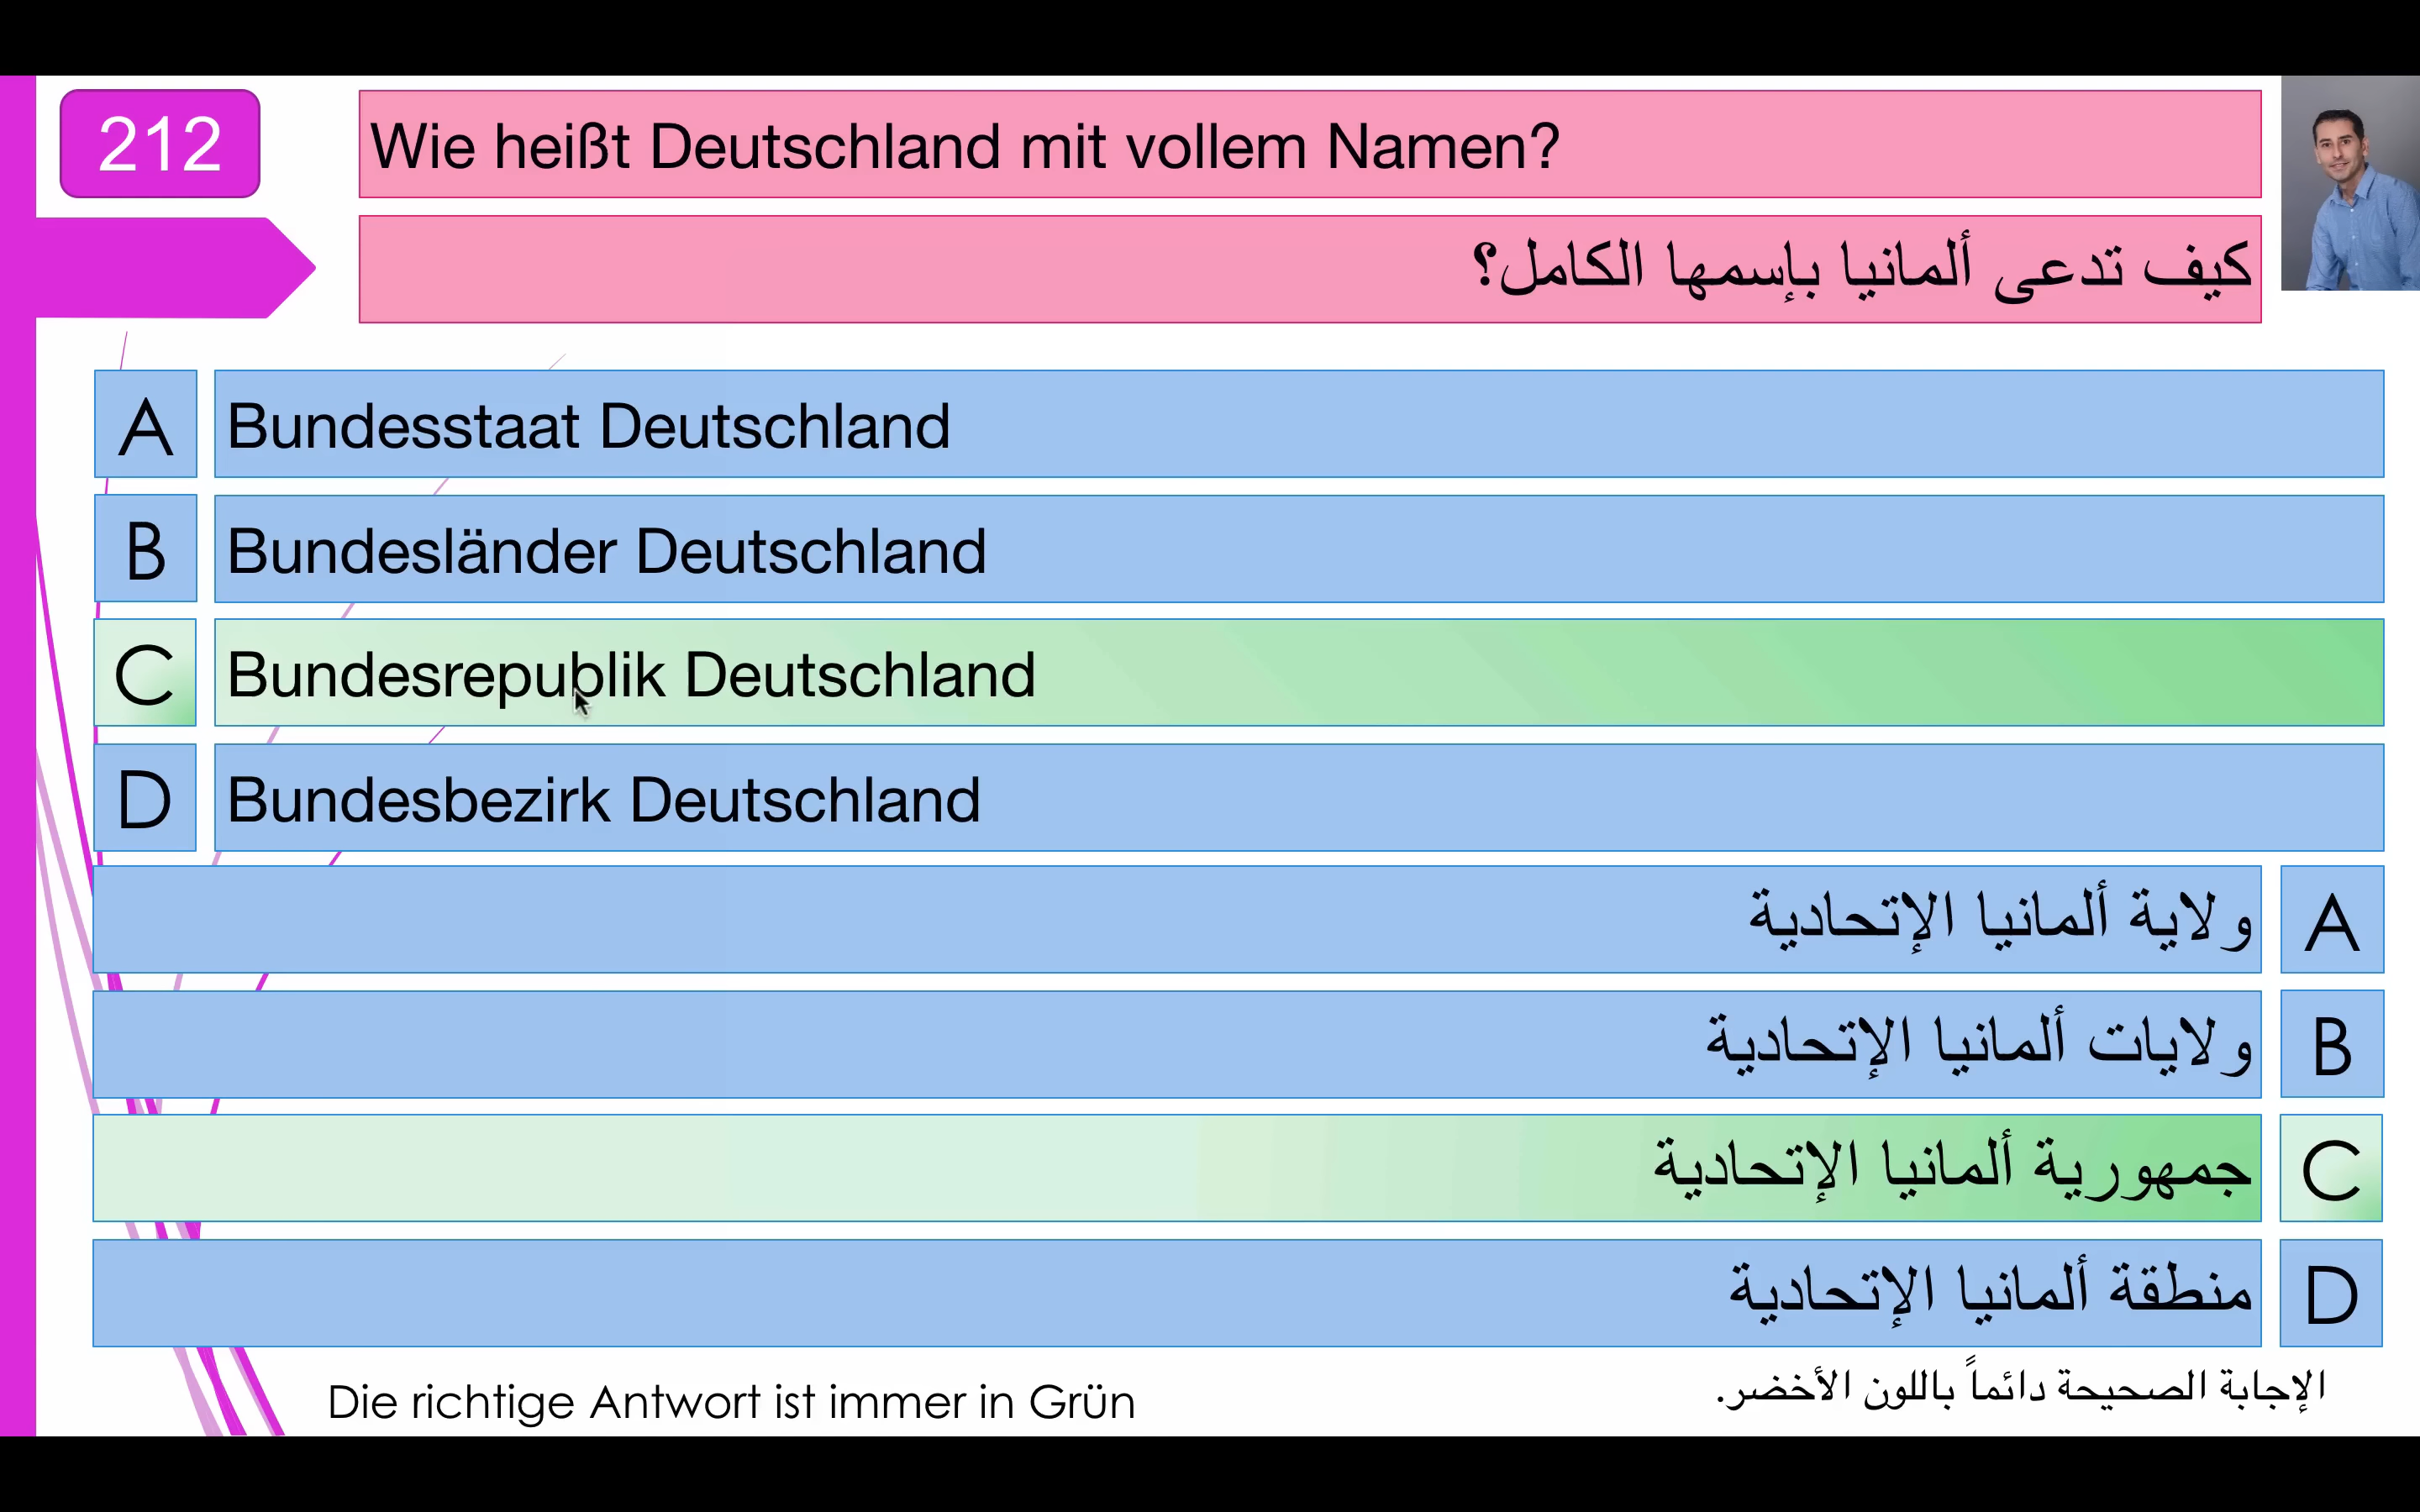 212
Wie heißt Deutschland mit vollem Namen?
كيف تدعى ألمانيا بإسمها الكامل؟
A Bundesstaat Deutschland
B Bundesländer Deutschland
C Bundesrepublik Deutschland
D Bundesbezirk Deutschland
A ولاية ألمانيا الإتحادية
B ولايات ألمانيا الإتحادية
C جمهورية ألمانيا الإتحادية
D منطقة ألمانيا الإتحادية
Die richtige Antwort ist immer in Grün
الإجابة الصحيحة دائماً باللون الأخضر.